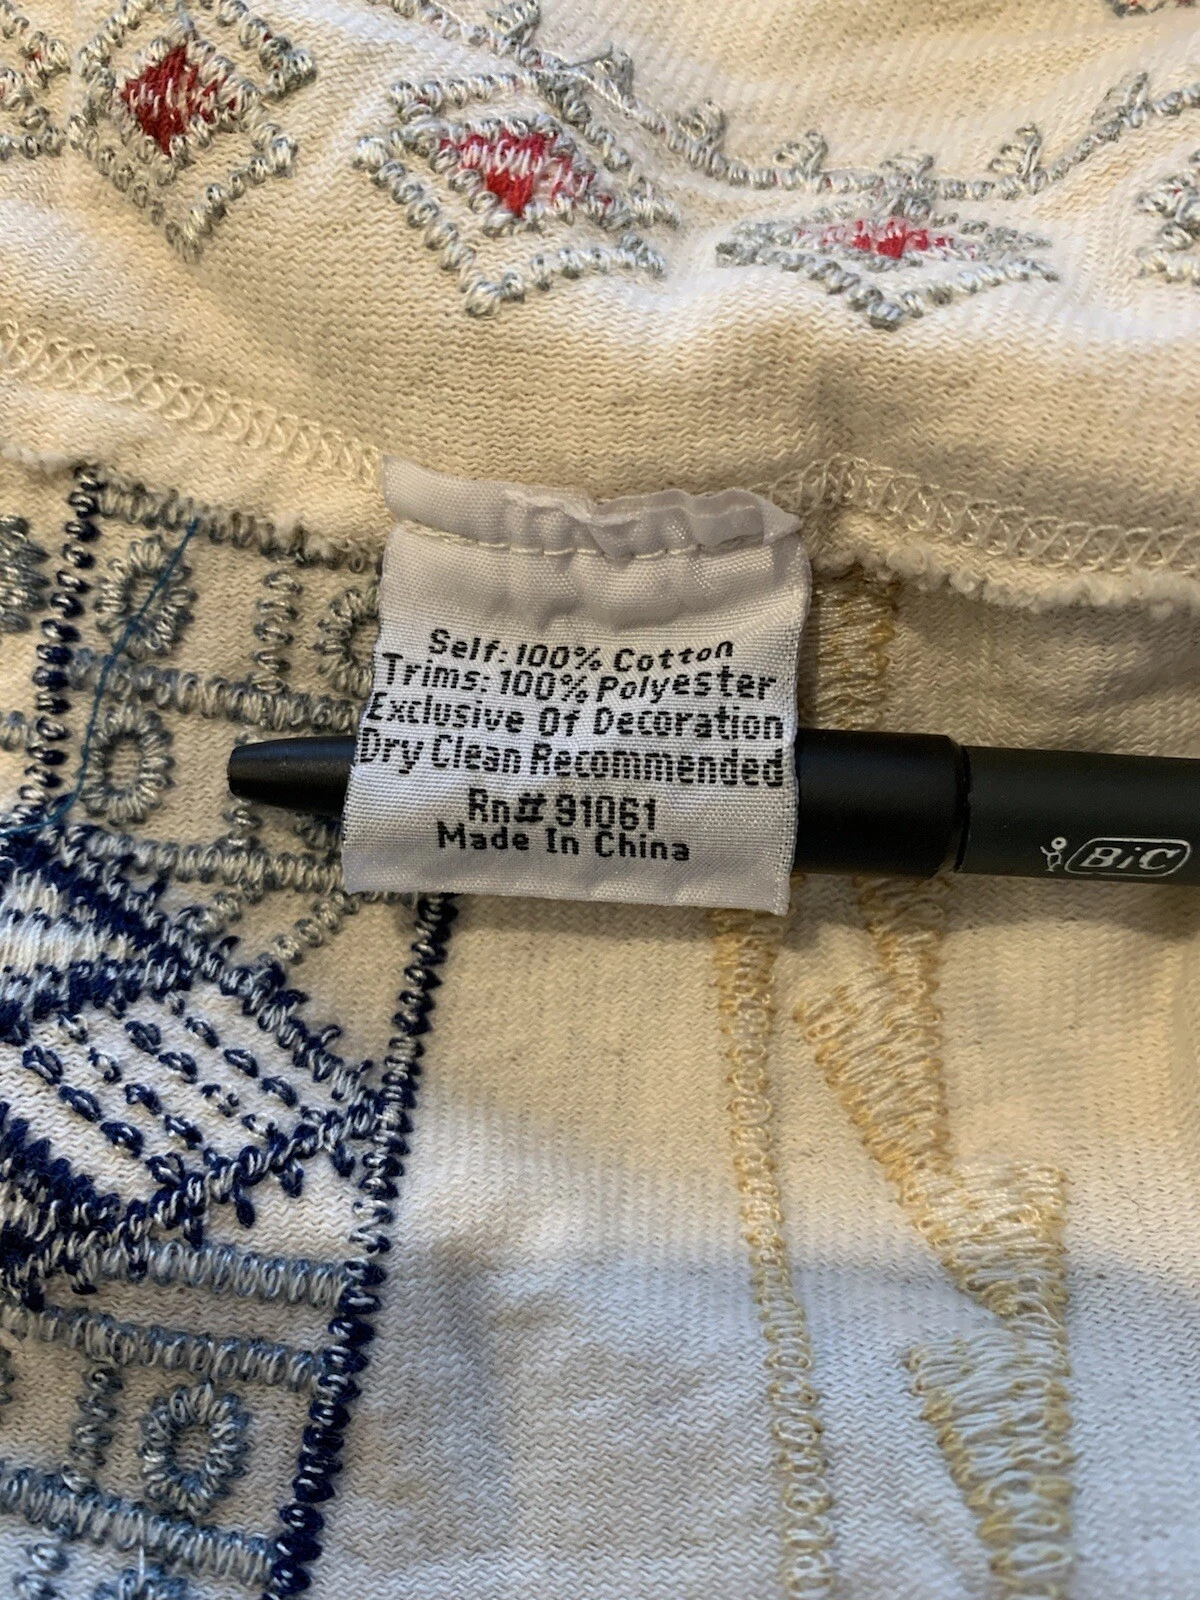 Self: 100% Cotton
Trims: 100% Polyester
Exclusive Of Decoration
Dry Clean Recommended
Rn# 91061
Made In China
BiC